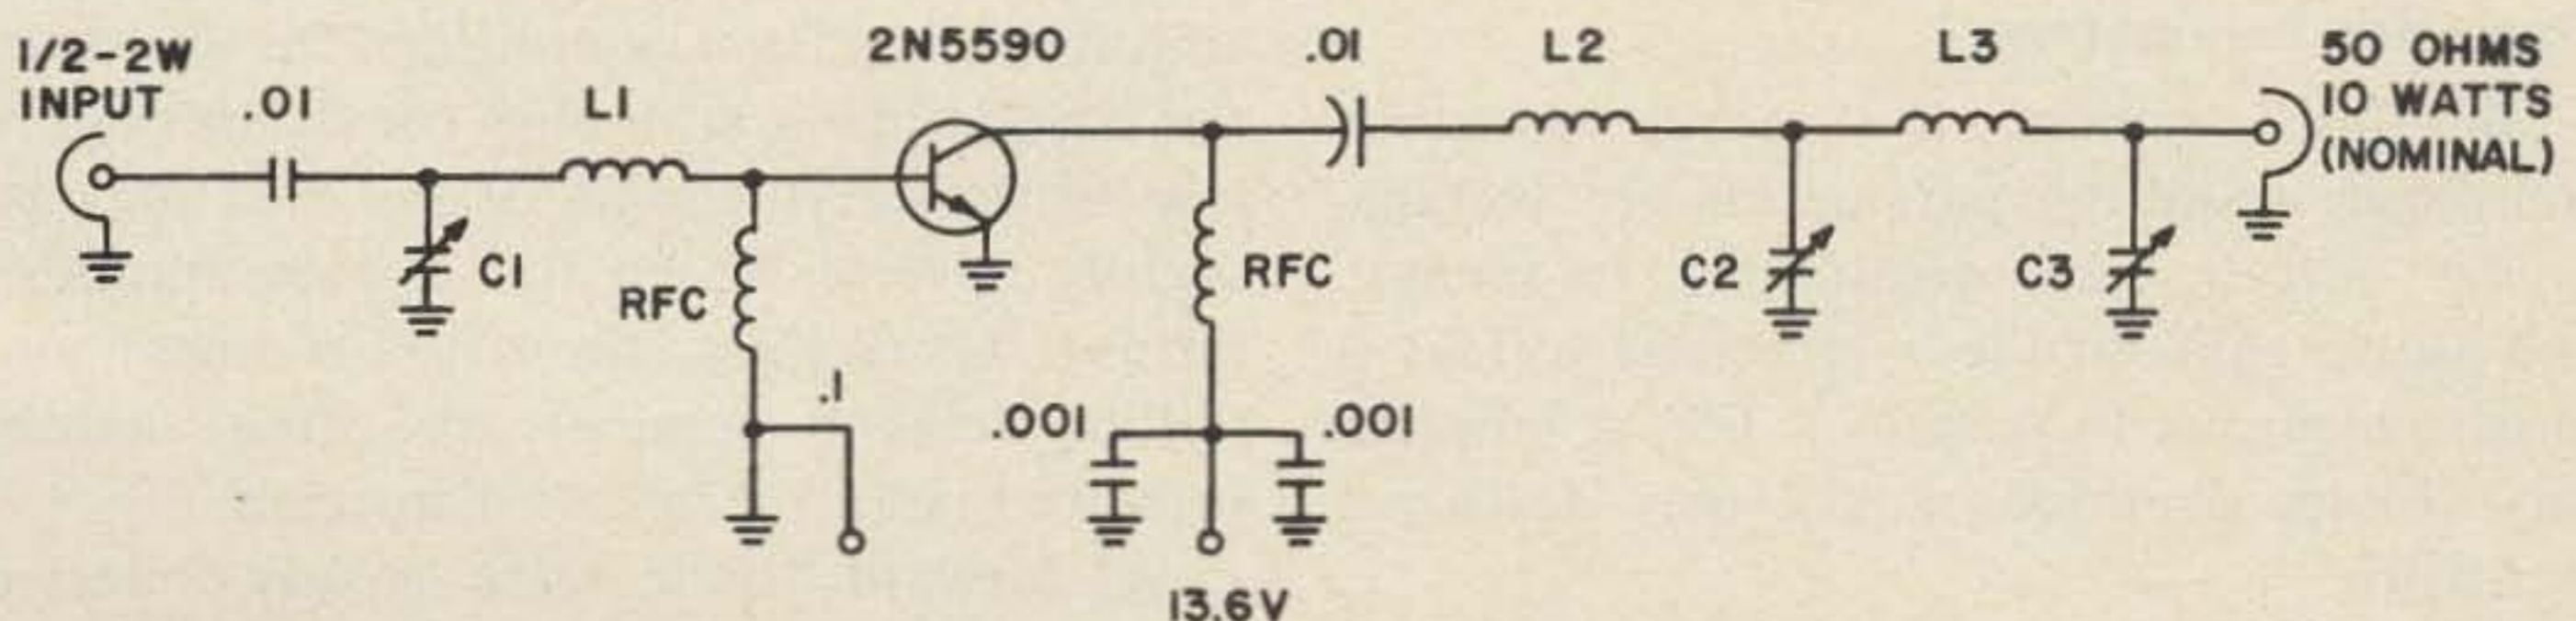 1/2-2W
INPUT
.01
L1
2N5590
.01
L2
L3
50 OHMS
10 WATTS
(NOMINAL)
C1
RFC
.1
RFC
.001
.001
13.6V
C2
C3